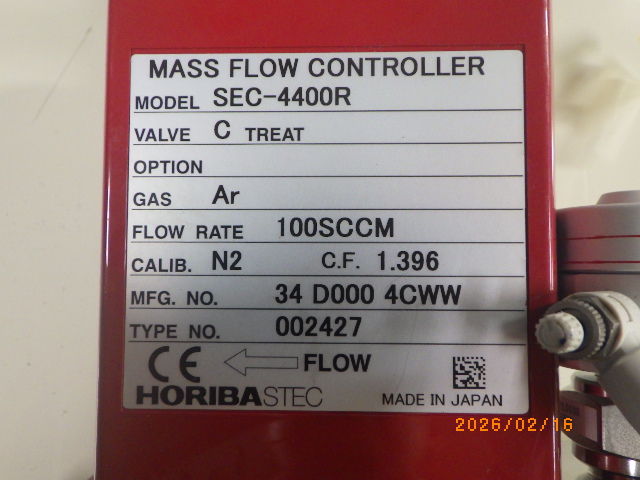 MASS FLOW CONTROLLER
MODEL SEC-4400R
VALVE C TREAT
OPTION
GAS Ar
FLOW RATE 100SCCM
CALIB. N2 C.F. 1.396
MFG. NO. 34 D000 4CWW
TYPE NO. 002427
CE FLOW
HORIBASTEC MADE IN JAPAN
2026/02/16